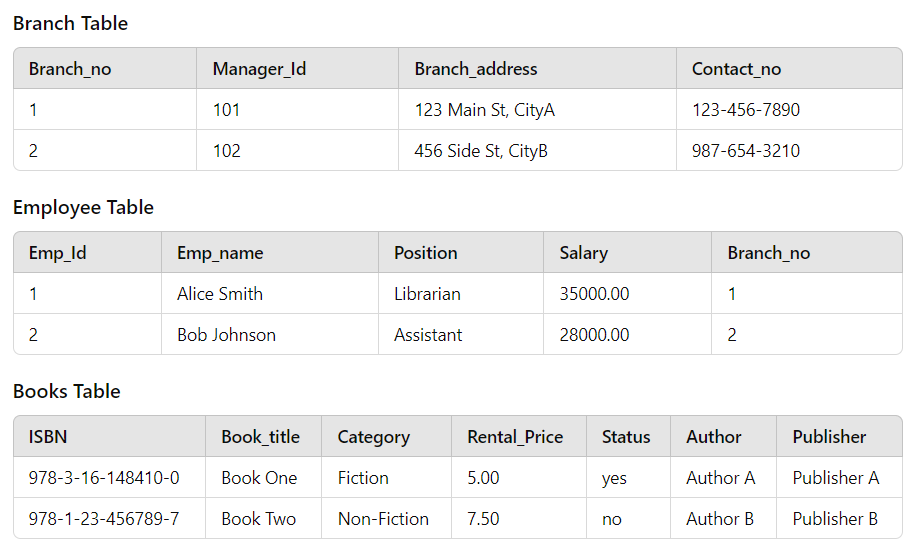 Branch Table
Branch_no Manager_Id Branch_address Contact_no
1 101 123 Main St, CityA 123-456-7890
2 102 456 Side St, CityB 987-654-3210
Employee Table
Emp_Id Emp_name Position Salary Branch_no
1 Alice Smith Librarian 35000.00 1
2 Bob Johnson Assistant 28000.00 2
Books Table
ISBN Book_title Category Rental_Price Status Author Publisher
978-3-16-148410-0 Book One Fiction 5.00 yes Author A Publisher A
978-1-23-456789-7 Book Two Non-Fiction 7.50 no Author B Publisher B